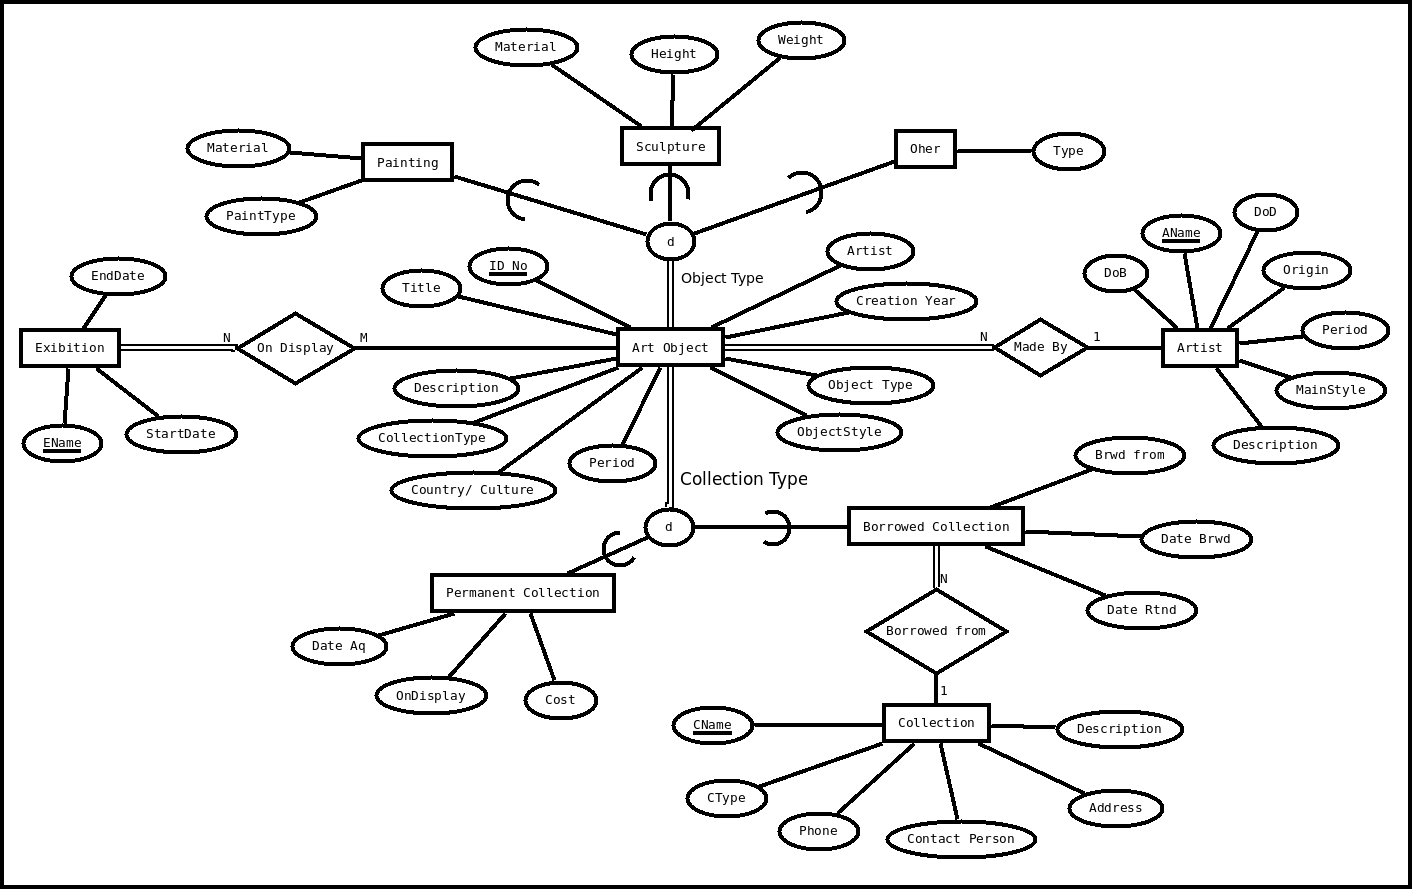 Material
Height
Weight
Material
Painting
Sculpture
Oher
Type
PaintType
d
AName
DoD
EndDate
Title
ID No
Object Type
Artist
Creation Year
DoB
Origin
Exibition
N
On Display
M
Art Object
N
Made By
1
Artist
Period
MainStyle
Description
EName
StartDate
Description
CollectionType
Country/ Culture
Period
Object Type
ObjectStyle
Collection Type
Brwd from
d
Borrowed Collection
Date Brwd
Date Rtnd
Permanent Collection
N
Borrowed from
1
Date Aq
OnDisplay
Cost
CName
Collection
Description
CType
Phone
Contact Person
Address